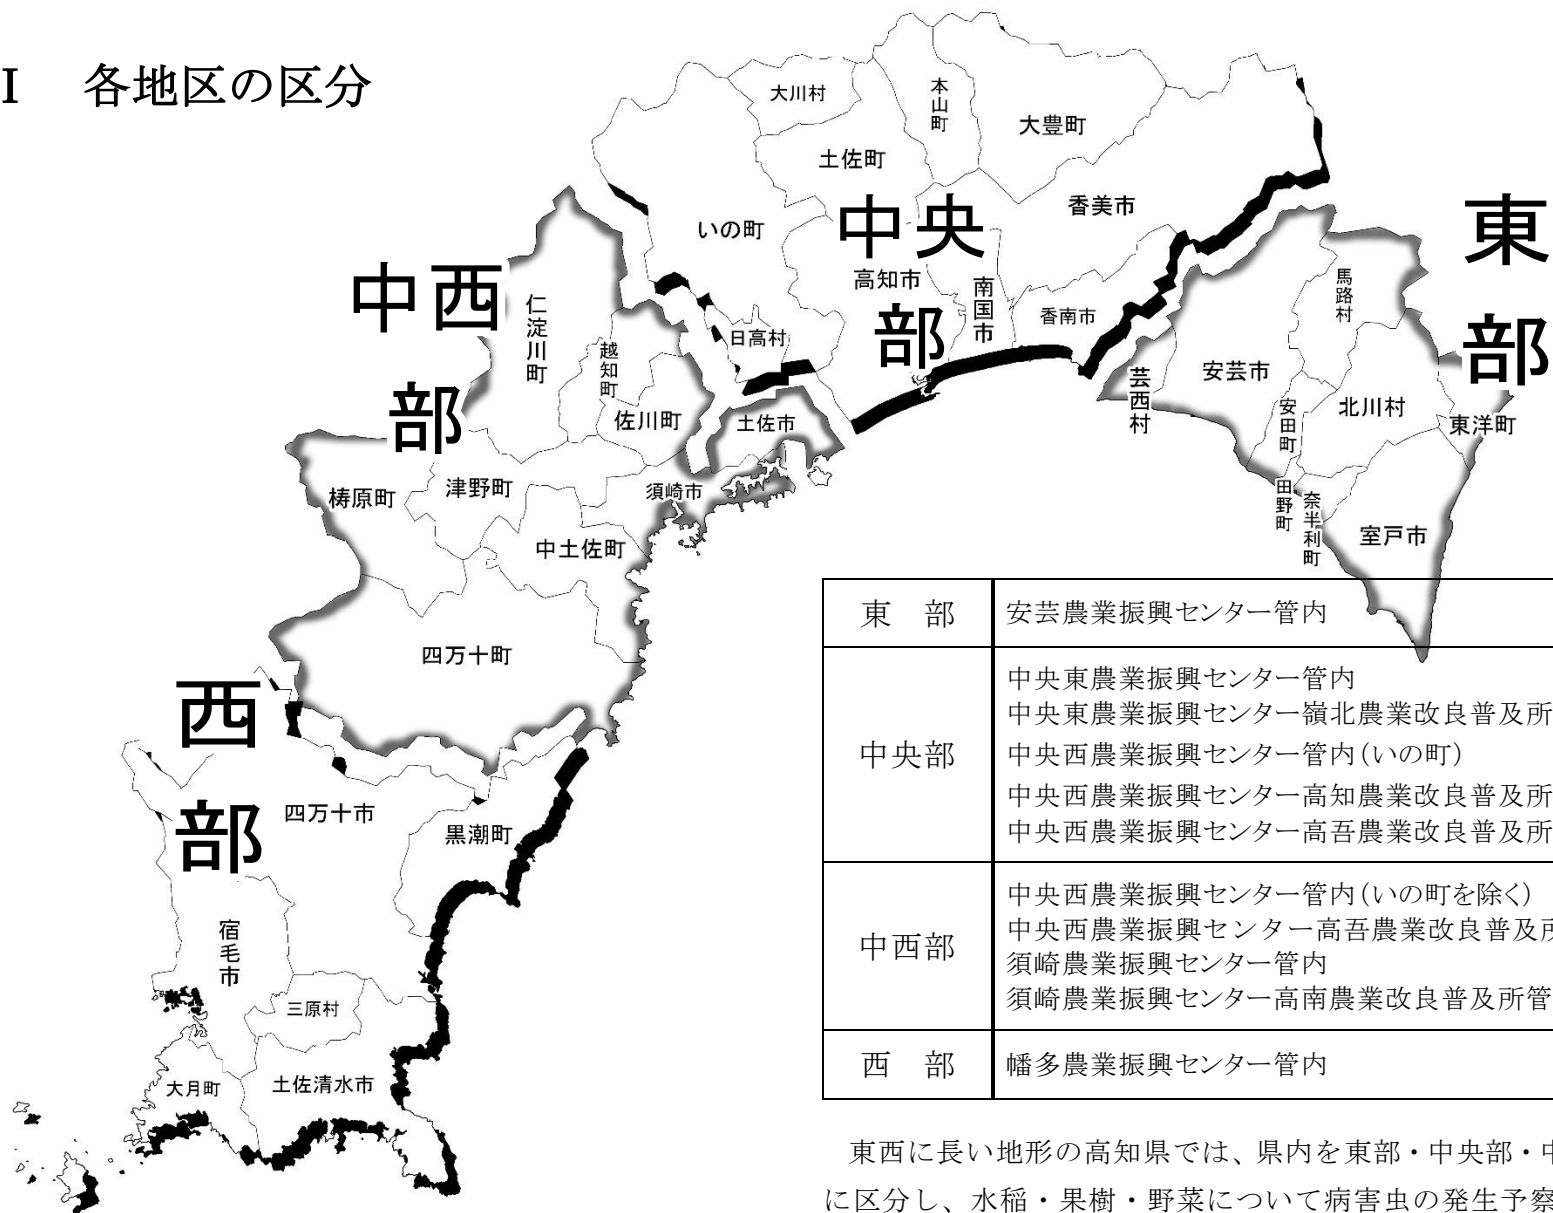 I 各地区の区分
大川村
本山町
大豊町
土佐町
香美市
いの町
中央部
高知市
南国市
香南市
日高村
東部
馬路村
安芸市
芸西村
安田町
北川村
東洋町
田野町
奈半利町
室戸市
中西部
仁淀川町
越知町
佐川町
土佐市
津野町
梼原町
須崎市
中土佐町
四万十町
西部
四万十市
黒潮町
宿毛市
三原村
大月町
土佐清水市
東 部
安芸農業振興センター管内
中央部
中央東農業振興センター管内
中央東農業振興センター嶺北農業改良普及所
中央西農業振興センター管内(いの町)
中央西農業振興センター高知農業改良普及所
中央西農業振興センター高吾農業改良普及所
中西部
中央西農業振興センター管内(いの町を除く)
中央西農業振興センター高吾農業改良普及所
須崎農業振興センター管内
須崎農業振興センター高南農業改良普及所管
西 部
幡多農業振興センター管内
東西に長い地形の高知県では、県内を東部・中央部・中
に区分し、水稲・果樹・野菜について病害虫の発生予察